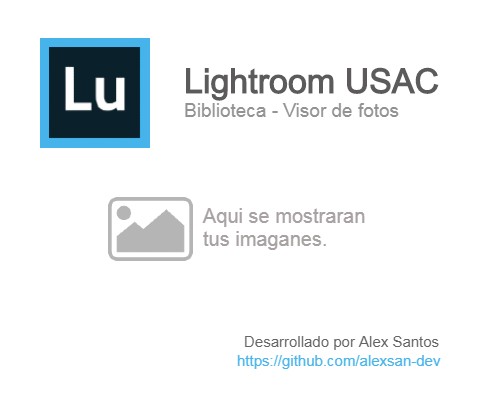 Lu
Lightroom USAC
Biblioteca - Visor de fotos
Aqui se mostraran
tus imaganes.
Desarrollado por Alex Santos
https://github.com/alexsan-dev